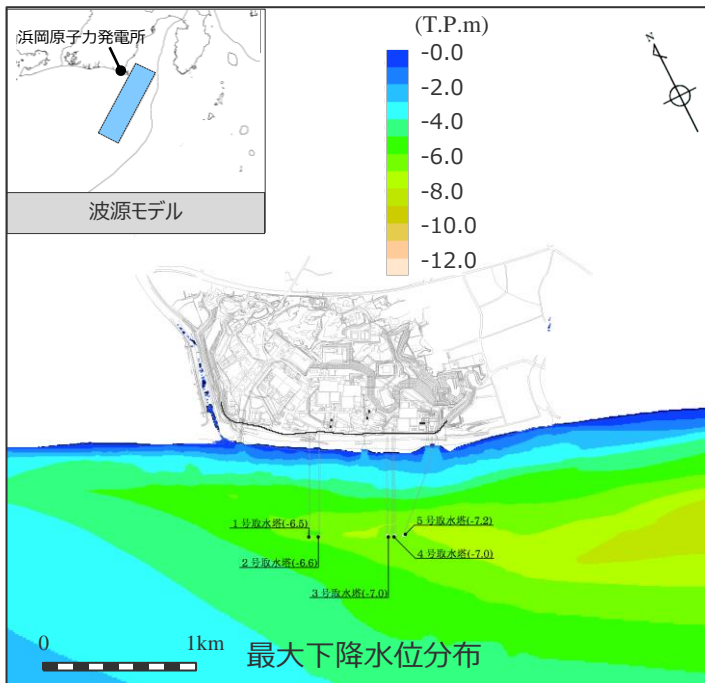 浜岡原子力発電所
波源モデル
(T.P.m)
-0.0
-2.0
-4.0
-6.0
-8.0
-10.0
-12.0
N
1号取水塔(-6.5)
5号取水塔(-7.2)
2号取水塔(-6.6)
4号取水塔(-7.0)
3号取水塔(-7.0)
0 1km
最大下降水位分布